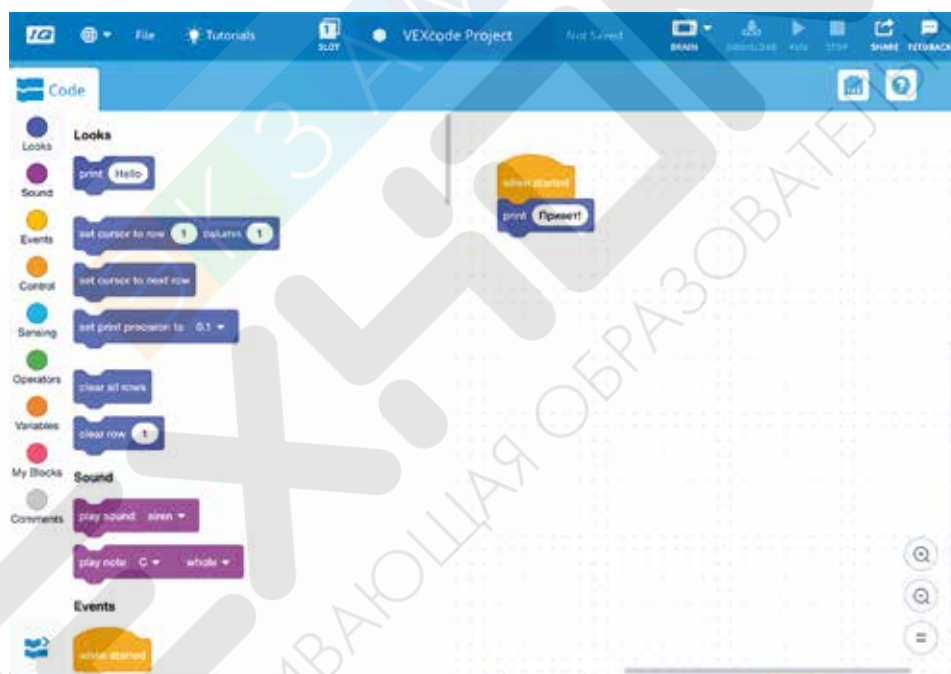 IQ File Tutorials 1 SLOT VEXcode Project Not Saved BRAIN DOWNLOAD RUN STOP SHARE FEEDBACK
Code
Looks
Sound
Events
Control
Sensing
Operators
Variables
My Blocks
Comments
Looks
print Hello
set cursor to row 1 column 1
set cursor to next row
set print precision to 0.1
clear all rows
clear row 1
Sound
play sound siren
play note C whole
Events
when started
when started
print Привет!
ЭКЗАМЕН
ОБРАЗОВАТЕЛЬН